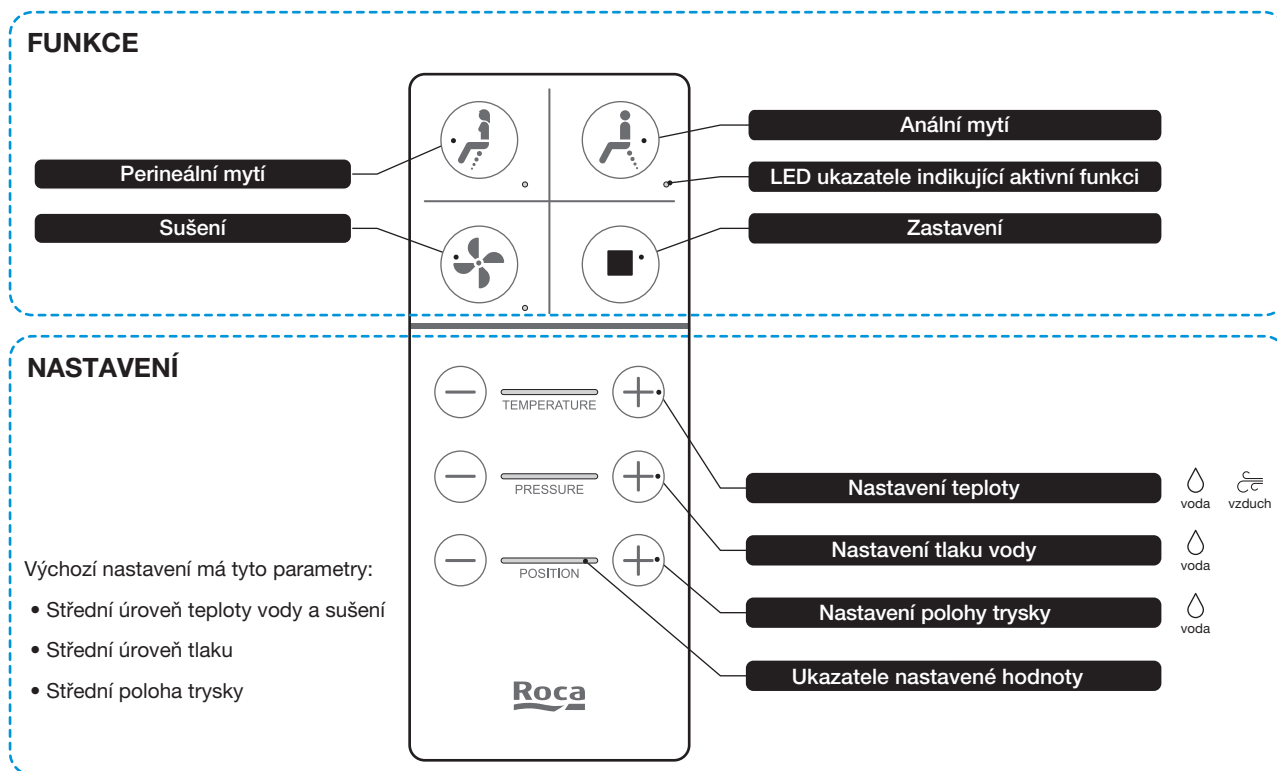 FUNKCE
Perineální mytí
Sušení
Anální mytí
LED ukazatele indikující aktivní funkci
Zastavení
NASTAVENÍ
TEMPERATURE
PRESSURE
POSITION
Roca
Nastavení teploty
voda
vzduch
Nastavení tlaku vody
voda
Nastavení polohy trysky
voda
Ukazatele nastavené hodnoty
Výchozí nastavení má tyto parametry:
• Střední úroveň teploty vody a sušení
• Střední úroveň tlaku
• Střední poloha trysky